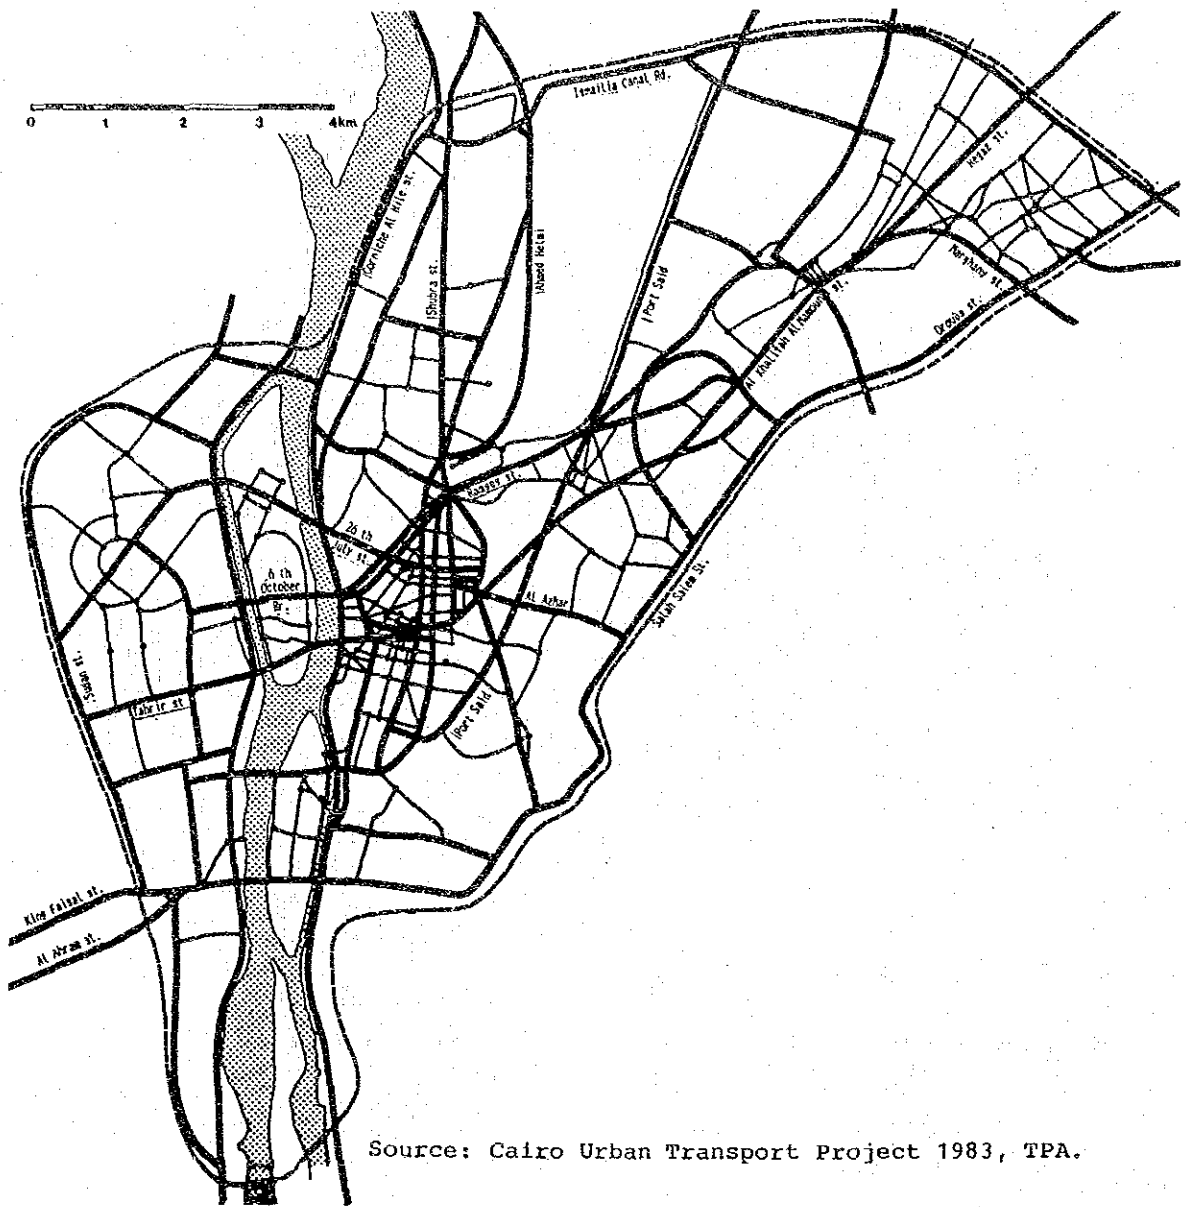 Ismailia Canal Rd.
0 1 2 3 4km
Hegaz st.
Corniche Al Nile st.
Shubra st.
Ahmed Helmi
Port Said
Marghany st.
Al Khalifah Al Mamoun st.
Orouba st.
Ramses st.
26 th
July st.
6 th
October
Br.
Al Azhar
Salah Salem St.
Sudan st.
Tahrir st
Port Said
King Faisal st.
Al Ahram st.
Source: Cairo Urban Transport Project 1983, TPA.